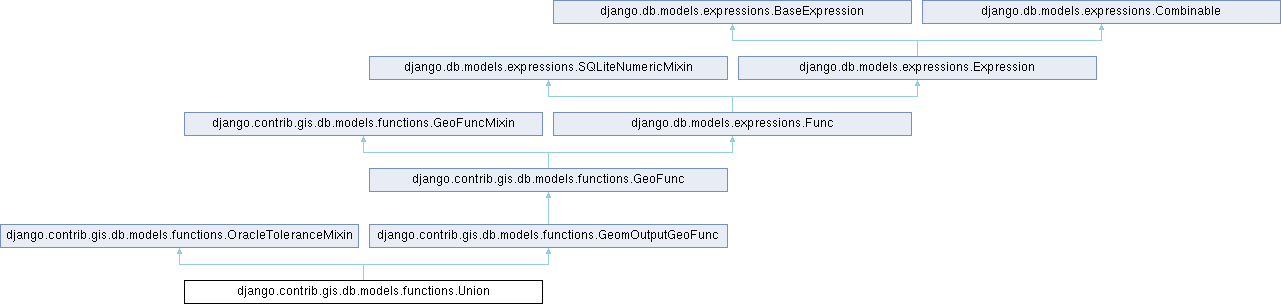 django.db.models.expressions.BaseExpression
django.db.models.expressions.Combinable
django.db.models.expressions.SQLiteNumericMixin
django.db.models.expressions.Expression
django.contrib.gis.db.models.functions.GeoFuncMixin
django.db.models.expressions.Func
django.contrib.gis.db.models.functions.GeoFunc
django.contrib.gis.db.models.functions.OracleToleranceMixin
django.contrib.gis.db.models.functions.GeomOutputGeoFunc
django.contrib.gis.db.models.functions.Union